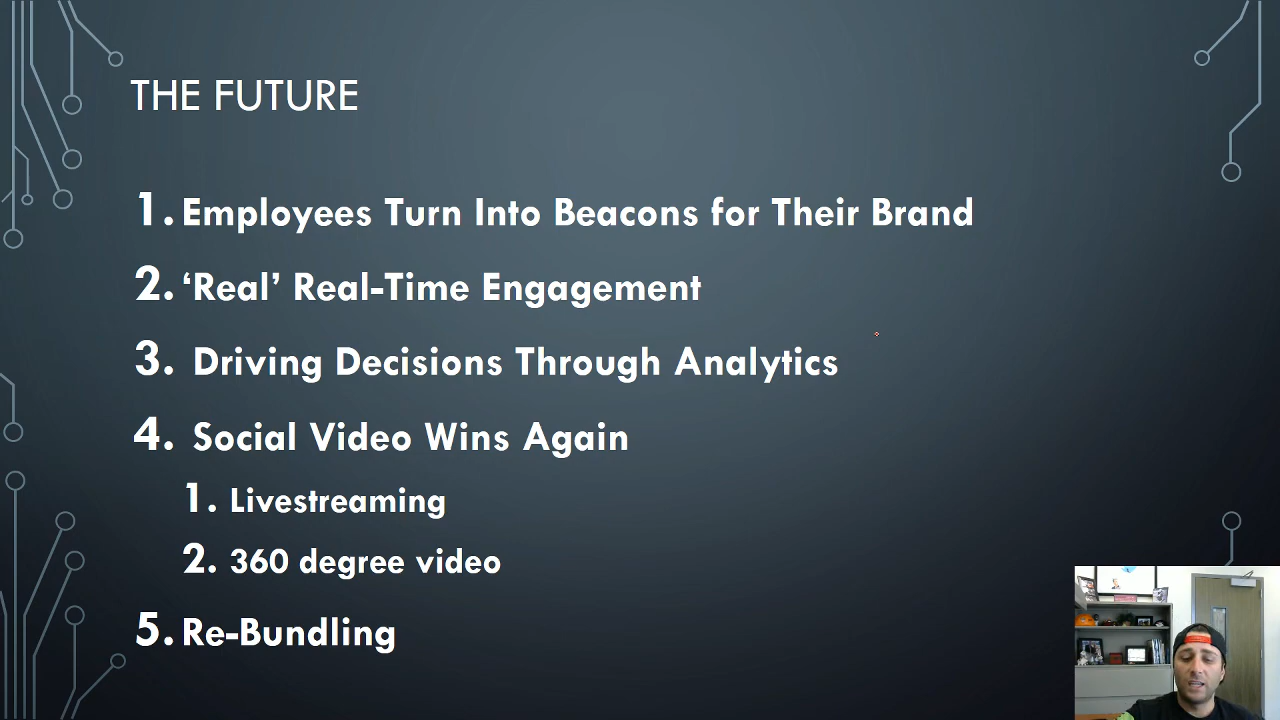 THE FUTURE
1. Employees Turn Into Beacons for Their Brand
2. ‘Real’ Real-Time Engagement
3. Driving Decisions Through Analytics
4. Social Video Wins Again
1. Livestreaming
2. 360 degree video
5. Re-Bundling